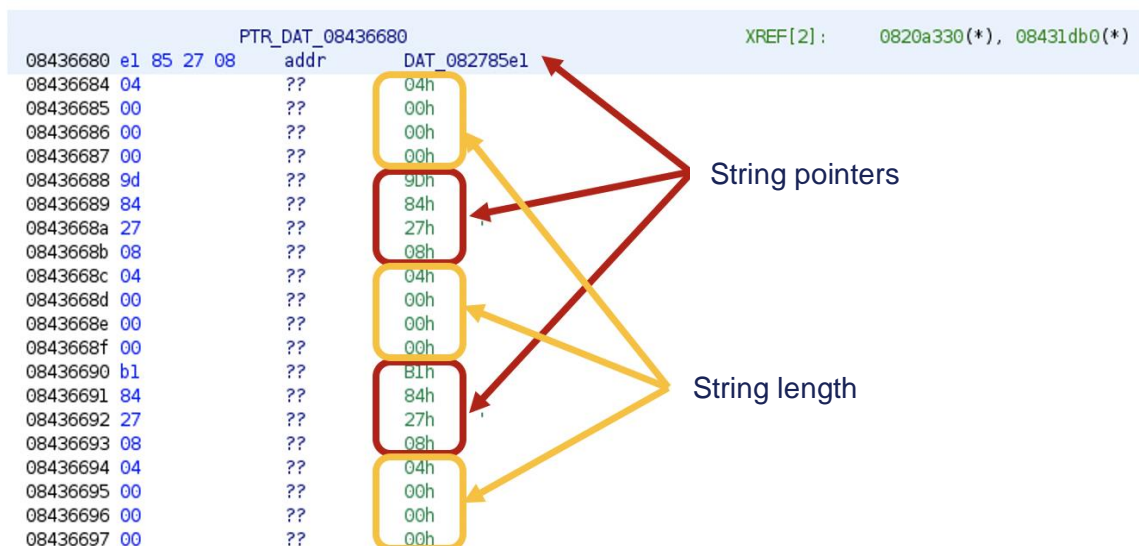 PTR_DAT_08436680 XREF[2]: 0820a330(*), 08431db0(*)
08436680 e1 85 27 08 addr DAT_082785e1
08436684 04 ?? 04h
08436685 00 ?? 00h
08436686 00 ?? 00h
08436687 00 ?? 00h
08436688 9d ?? 9Dh
08436689 84 ?? 84h
0843668a 27 ?? 27h '
0843668b 08 ?? 08h
0843668c 04 ?? 04h
0843668d 00 ?? 00h
0843668e 00 ?? 00h
0843668f 00 ?? 00h
08436690 b1 ?? B1h
08436691 84 ?? 84h
08436692 27 ?? 27h '
08436693 08 ?? 08h
08436694 04 ?? 04h
08436695 00 ?? 00h
08436696 00 ?? 00h
08436697 00 ?? 00h
String pointers
String length